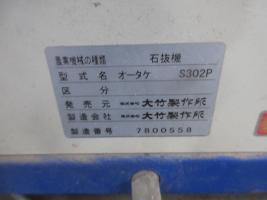 農業機械の種類 石抜機
型式名 オータケ S302P
区分
発売元 株式会社 大竹製作所
製造会社 株式会社 大竹製作所
製造番号 7800558